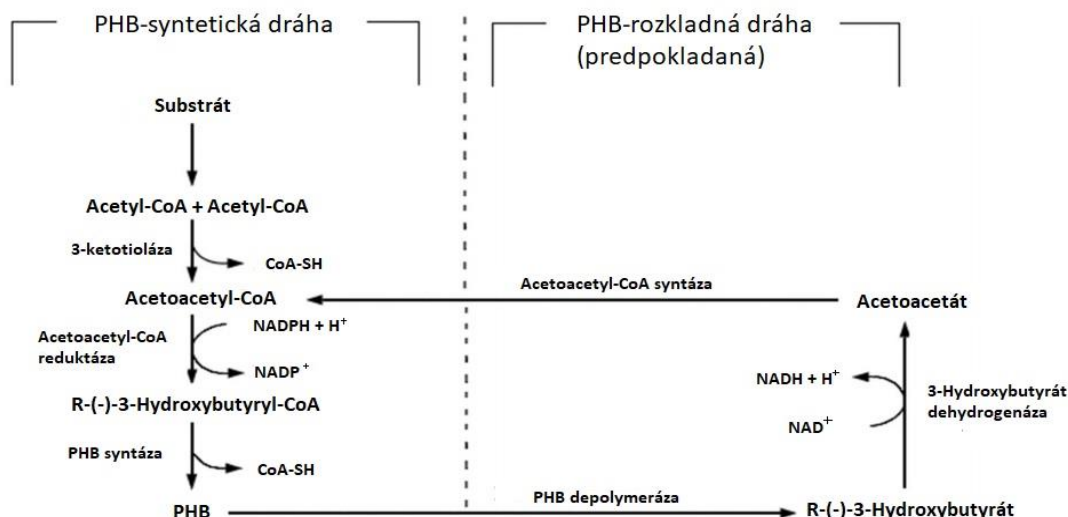 PHB-syntetická dráha
PHB-rozkladná dráha
(predpokladaná)
Substrát
Acetyl-CoA + Acetyl-CoA
3-ketotioláza
CoA-SH
Acetoacetyl-CoA syntáza
Acetoacetyl-CoA
Acetoacetát
Acetoacetyl-CoA
reduktáza
NADPH + H+
NADP+
NADH + H+
NAD+
3-Hydroxybutyrát
dehydrogenáza
R-(-)-3-Hydroxybutyryl-CoA
PHB syntáza
CoA-SH
PHB
PHB depolymeráza
R-(-)-3-Hydroxybutyrát